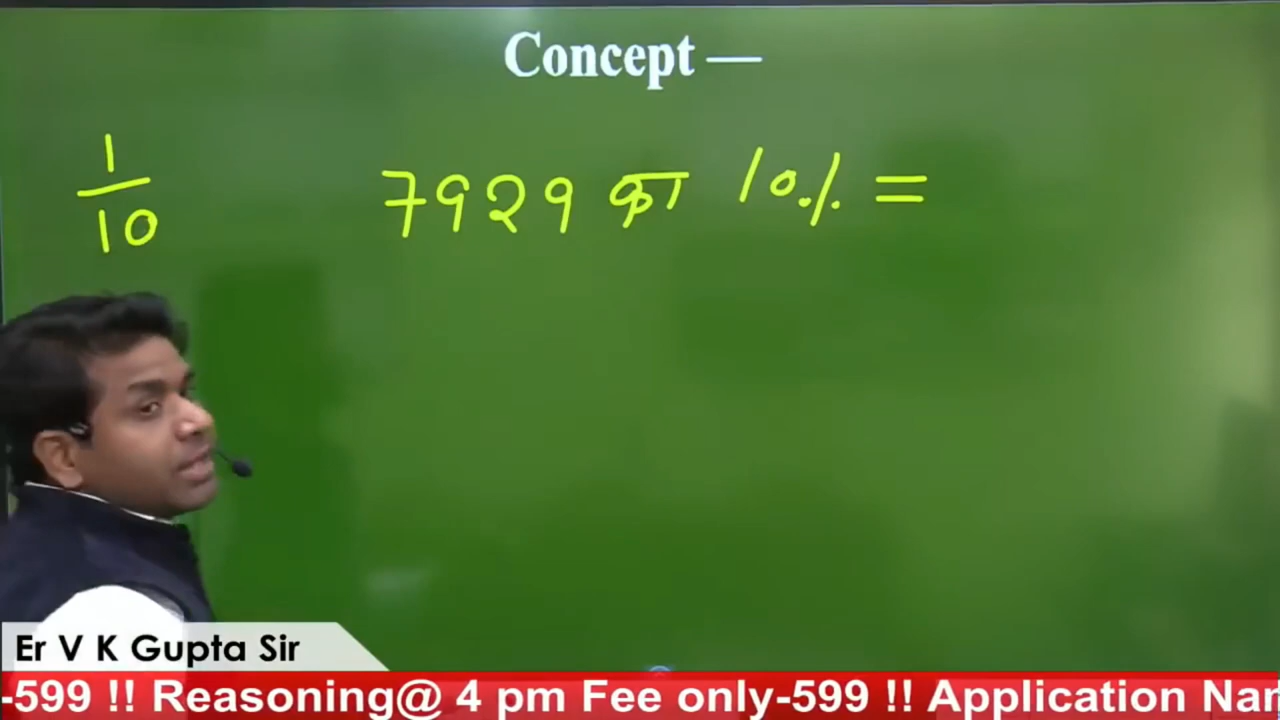 Concept —
1/10 7929 का 10% =
Er V K Gupta Sir
-599 !! Reasoning@ 4 pm Fee only-599 !! Application Nar